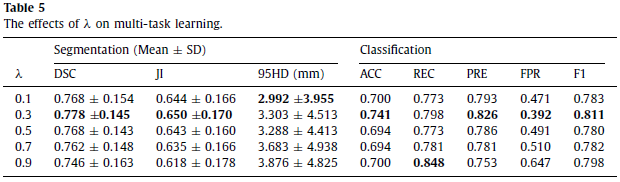 Table 5
The effects of λ on multi-task learning.
Segmentation (Mean ± SD) Classification
λ DSC JI 95HD (mm) ACC REC PRE FPR F1
0.1 0.768 ± 0.154 0.644 ± 0.166 2.992 ±3.955 0.700 0.773 0.793 0.471 0.783
0.3 0.778 ±0.145 0.650 ±0.170 3.303 ± 4.513 0.741 0.798 0.826 0.392 0.811
0.5 0.768 ± 0.143 0.643 ± 0.160 3.288 ± 4.413 0.694 0.773 0.786 0.491 0.780
0.7 0.762 ± 0.148 0.635 ± 0.166 3.683 ± 4.938 0.694 0.781 0.781 0.510 0.782
0.9 0.746 ± 0.163 0.618 ± 0.178 3.876 ± 4.825 0.700 0.848 0.753 0.647 0.798